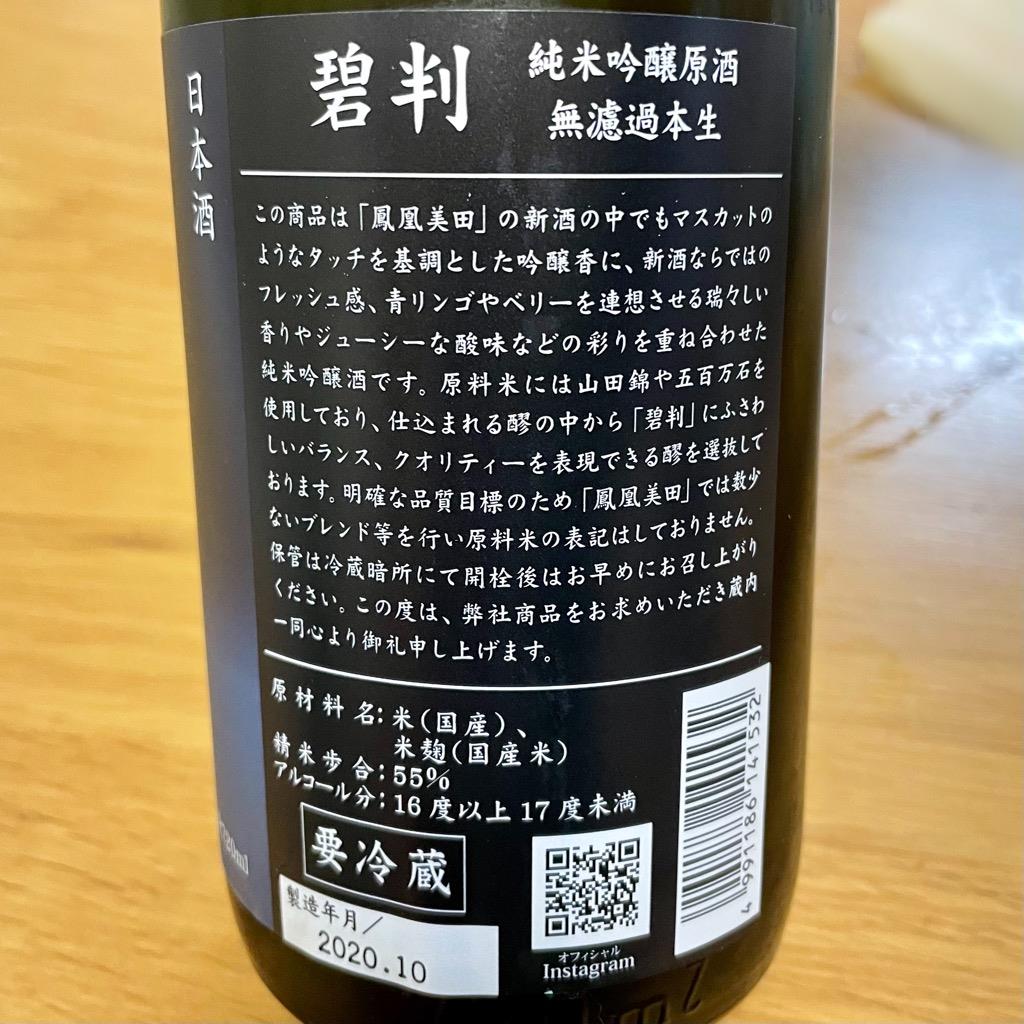 日本酒
碧判
純米吟醸原酒
無濾過本生
この商品は「鳳凰美田」の新酒の中でもマスカットの
ようなタッチを基調とした吟醸香に、新酒ならではの
フレッシュ感、青リンゴやベリーを連想させる瑞々しい
香りやジューシーな酸味などの彩りを重ね合わせた
純米吟醸酒です。原料米には山田錦や五百万石を
使用しており、仕込まれる醪の中から「碧判」にふさわ
しいバランス、クオリティーを表現できる醪を選抜して
おります。明確な品質目標のため「鳳凰美田」では数少
ないブレンド等を行い原料米の表記はしておりません。
保管は冷蔵暗所にて開栓後はお早めにお召し上がり
ください。この度は、弊社商品をお求めいただき蔵内
一同心より御礼申し上げます。
原材料名:米(国産)、
米麹(国産米)
精米歩合:55%
アルコール分:16度以上17度未満
要冷蔵
720ml
製造年月/
2020.10
オフィシャル
Instagram
4 991186 141532